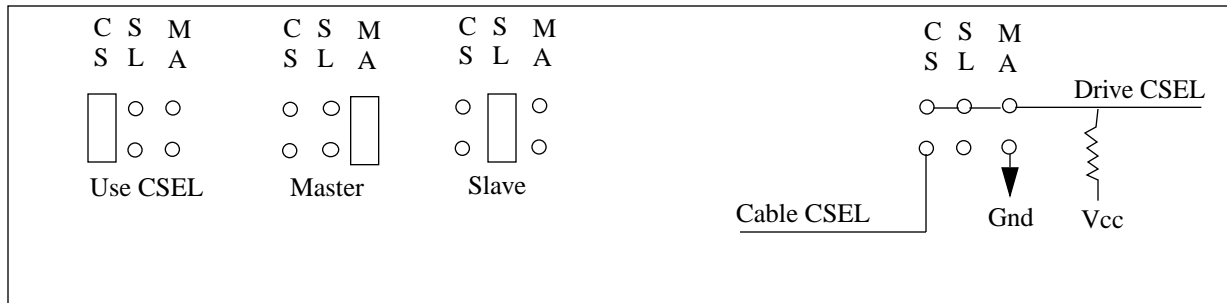 C S M
S L A
C S M
S L A
C S M
S L A
C S M
S L A
Use CSEL
Master
Slave
Drive CSEL
Cable CSEL
Gnd
Vcc